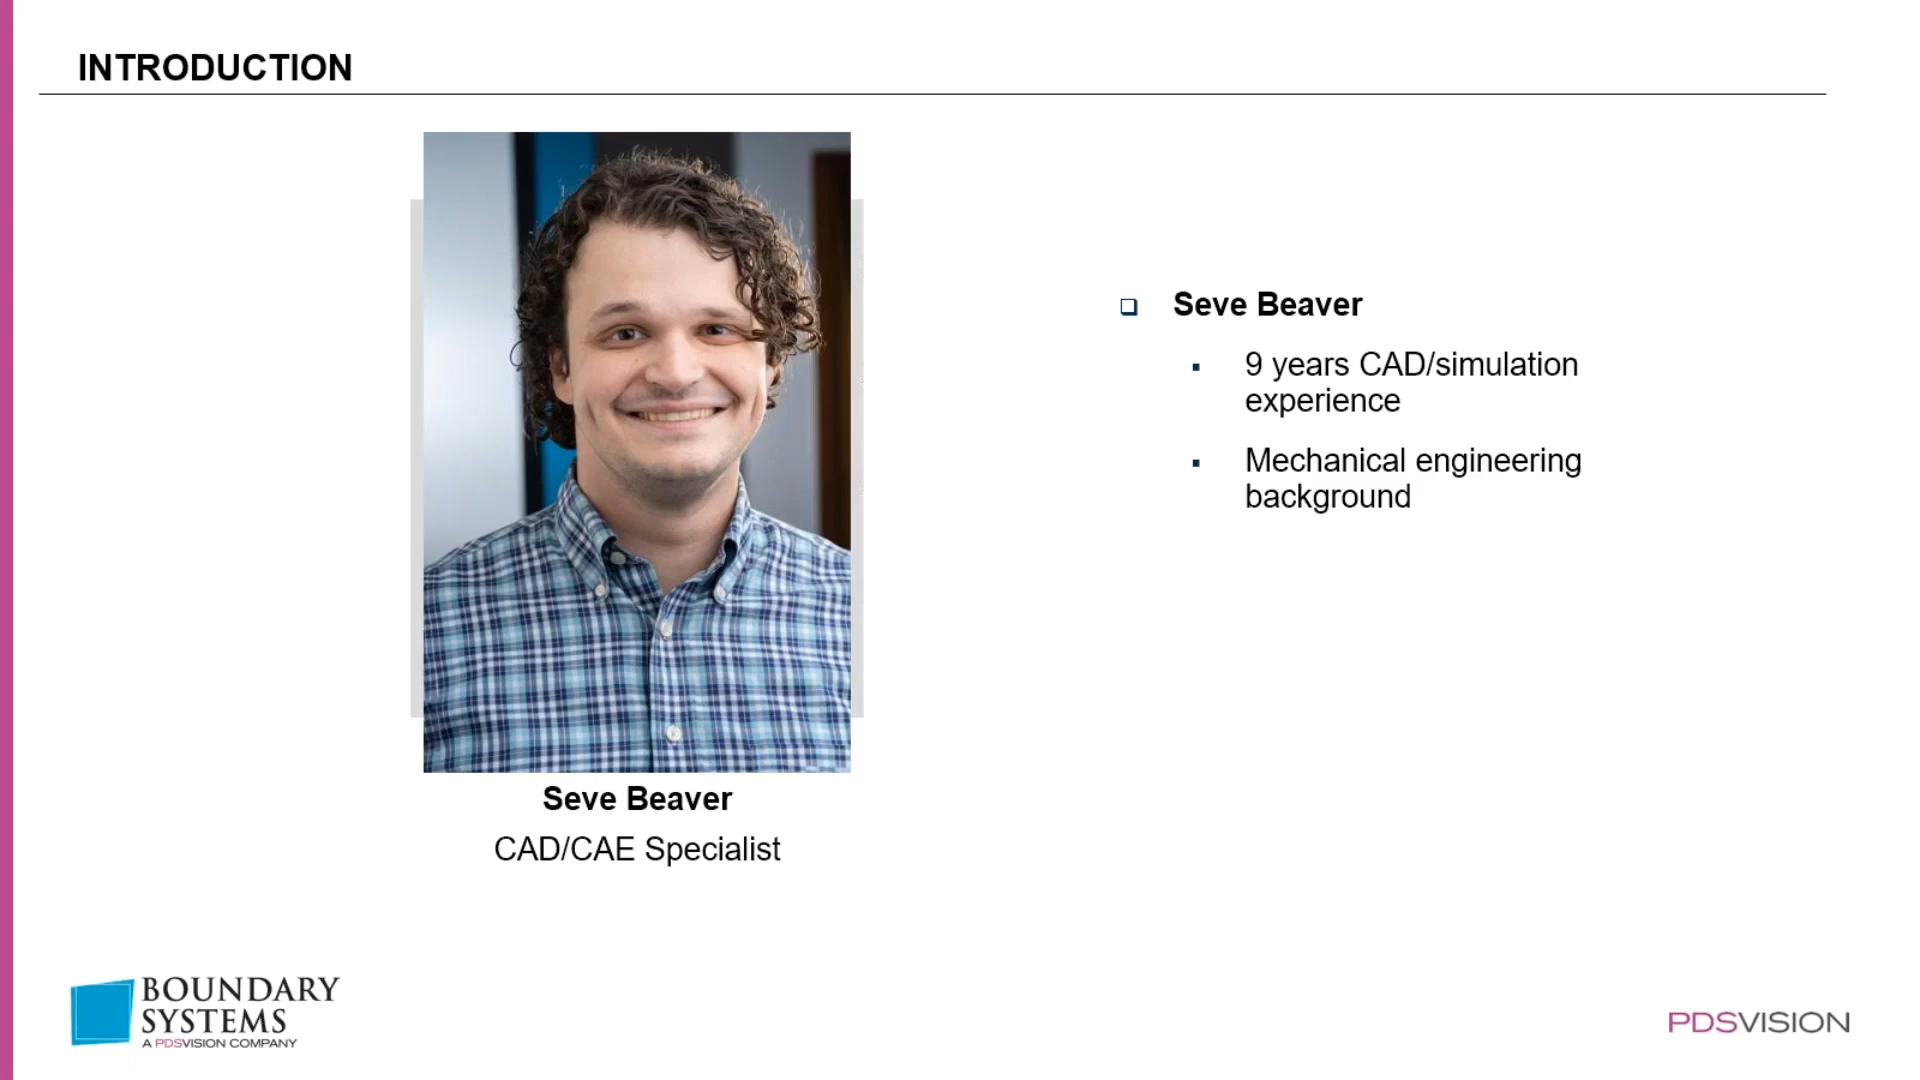 INTRODUCTION
Seve Beaver
CAD/CAE Specialist
Seve Beaver
9 years CAD/simulation
experience
Mechanical engineering
background
BOUNDARY
SYSTEMS
A PDSVISION COMPANY
PDSVISION